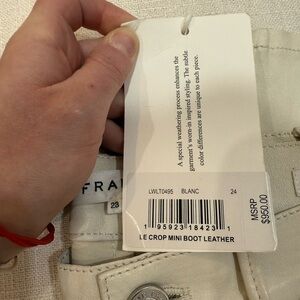 A special weathering process enhances the
garment's worn-in inspired styling. The subtle
color differences are unique to each piece.
LWLT0495 BLANC 24
1 95923 18423 1
MSRP
$950.00
LE CROP MINI BOOT LEATHER
FRA
23